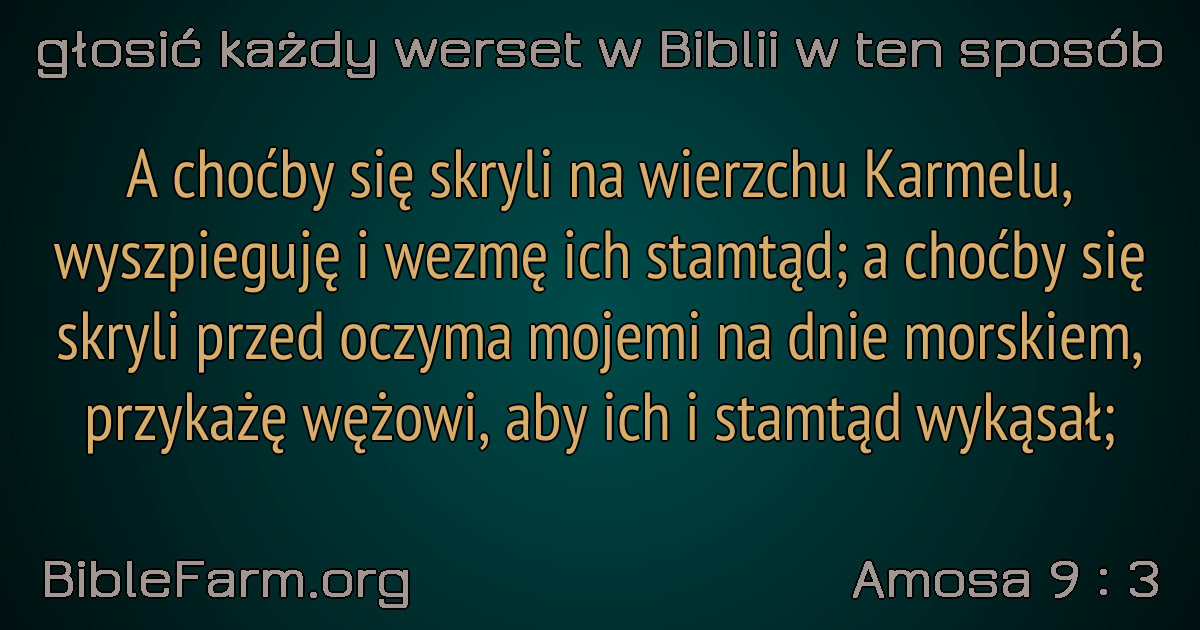 głosić każdy werset w Biblii w ten sposób
A choćby się skryli na wierzchu Karmelu,
wyszpieguję i wezmę ich stamtąd; a choćby się
skryli przed oczyma mojemi na dnie morskiem,
przykażę wężowi, aby ich i stamtąd wykąsał;
BibleFarm.org
Amosa 9 : 3